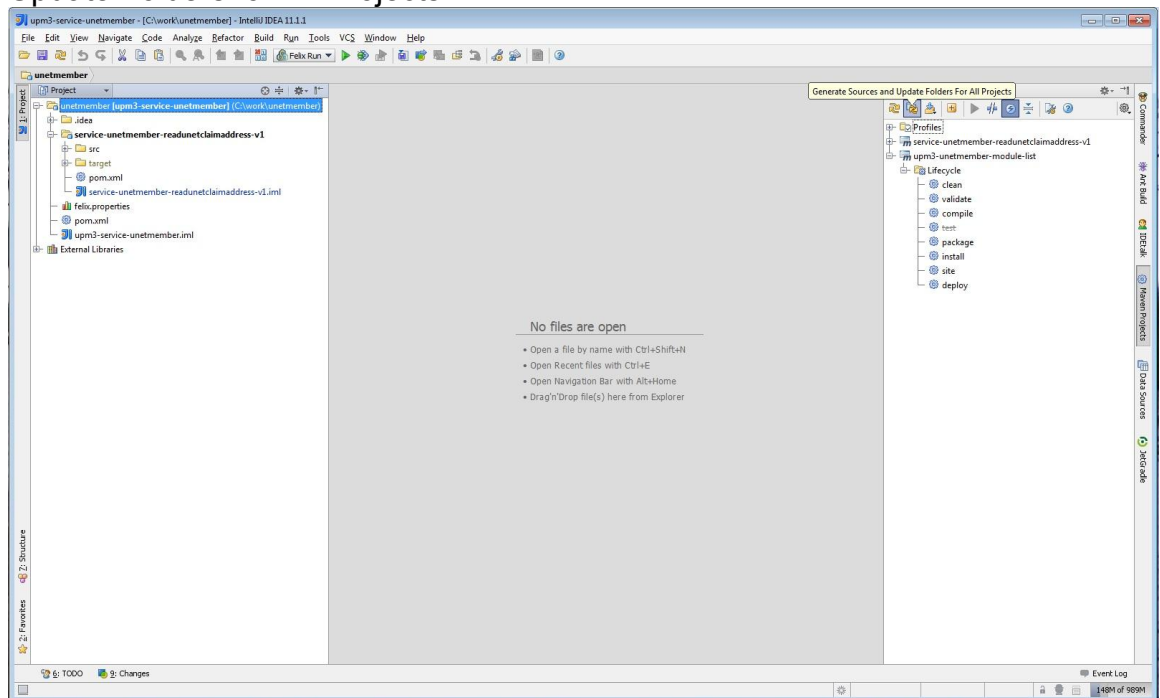 Update Folders For All Projects
upm3-service-unetmember - [C:\work\unetmember] - IntelliJ IDEA 11.1.1
File Edit View Navigate Code Analyze Refactor Build Run Tools VCS Window Help
Felix Run
unetmember
Project
Generate Sources and Update Folders For All Projects
unetmember [upm3-service-unetmember] (C:\work\unetmember)
.idea
service-unetmember-readunetclaimaddress-v1
src
target
pom.xml
service-unetmember-readunetclaimaddress-v1.iml
felix.properties
pom.xml
upm3-service-unetmember.iml
External Libraries
Profiles
service-unetmember-readunetclaimaddress-v1
upm3-unetmember-module-list
Lifecycle
clean
validate
compile
test
package
install
site
deploy
No files are open
• Open a file by name with Ctrl+Shift+N
• Open Recent files with Ctrl+E
• Open Navigation Bar with Alt+Home
• Drag'n'Drop file(s) here from Explorer
1: Project
7: Structure
2: Favorites
Commander
Ant Build
IDEtalk
Maven Projects
Data Sources
JetGradle
6: TODO 9: Changes
Event Log
148M of 989M